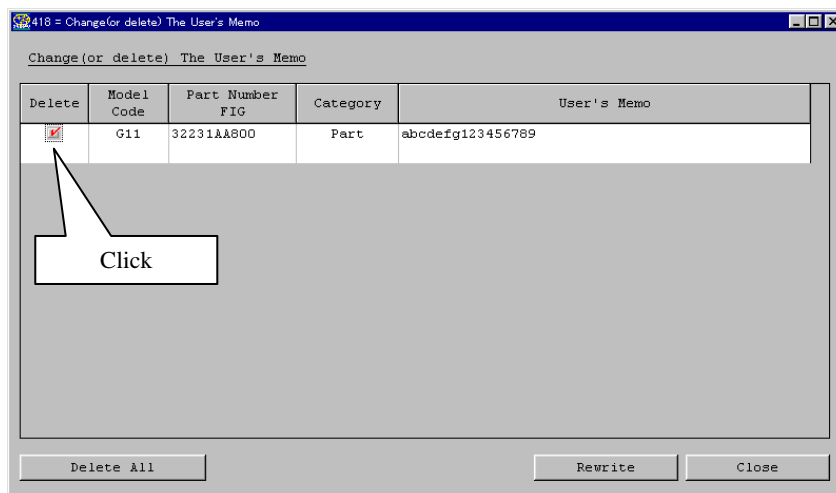 418 = Change(or delete) The User's Memo
Change(or delete) The User's Memo
Delete
Model
Code
Part Number
FIG
Category
User's Memo
G11
32231AA800
Part
abcdefg123456789
Click
Delete All
Rewrite
Close